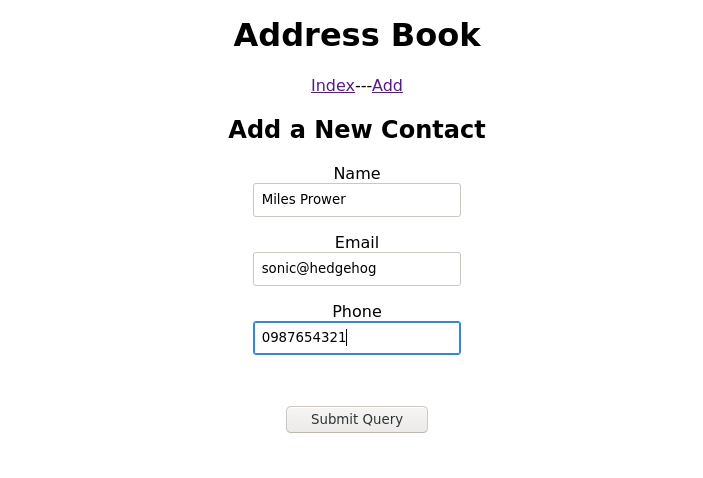 Address Book
Index---Add
Add a New Contact
Name
Miles Prower
Email
sonic@hedgehog
Phone
0987654321
Submit Query